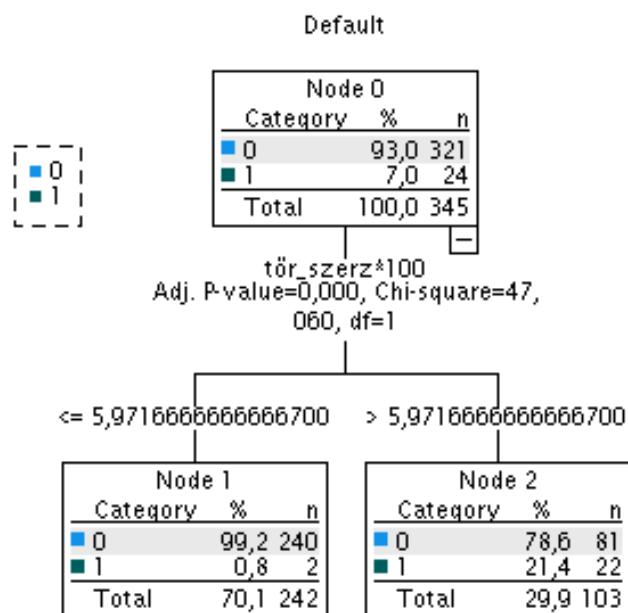 Default
Node 0
Category % n
0 93,0 321
1 7,0 24
Total 100,0 345
0
1
tör_szerz*100
Adj. P-value=0,000, Chi-square=47,
060, df=1
<= 5,9716666666666700
> 5,9716666666666700
Node 1
Category % n
0 99,2 240
1 0,8 2
Total 70,1 242
Node 2
Category % n
0 78,6 81
1 21,4 22
Total 29,9 103